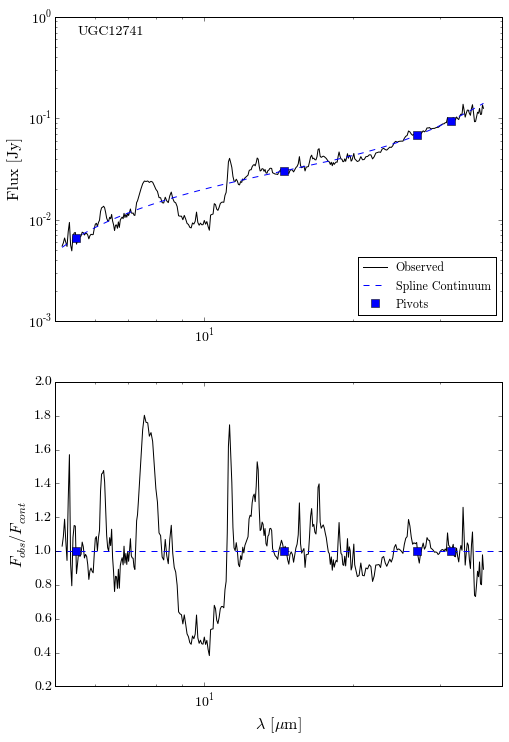 UGC12741
10^0
10^-1
10^-2
10^-3
Flux [Jy]
Observed
Spline Continuum
Pivots
10^1
2.0
1.8
1.6
1.4
1.2
1.0
0.8
0.6
0.4
0.2
F_obs/F_cont
10^1
λ [μm]